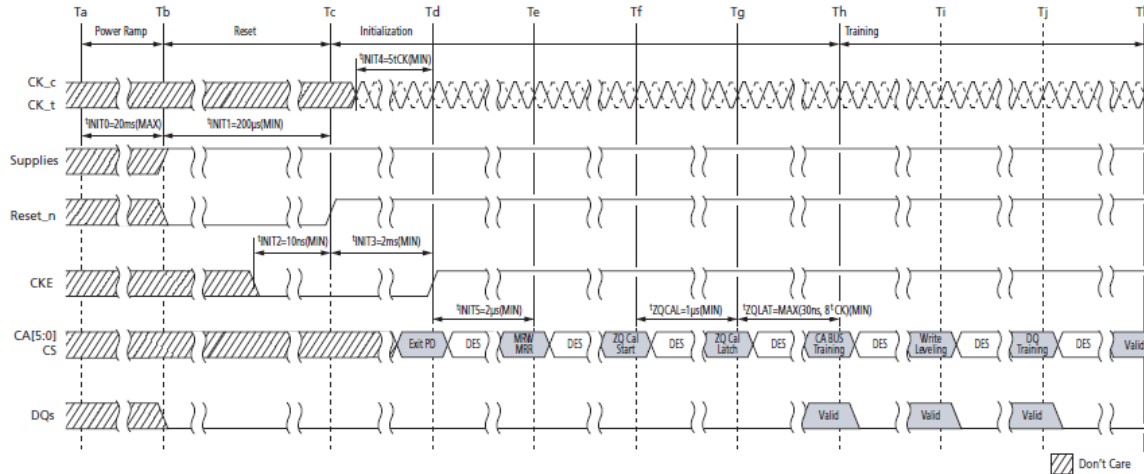 Ta Tb Tc Td Te Tf Tg Th Ti Tj
Power Ramp Reset Initialization Training
tINIT4=5tCK(MIN)
CK_c
CK_t
tINIT0=20ms(MAX) tINIT1=200μs(MIN)
Supplies
Reset_n
tINIT2=10ns(MIN) tINIT3=2ms(MIN)
CKE
tINIT5=2μs(MIN) tZQCAL=1μs(MIN) tZQLAT=MAX(30ns, 8tCK)(MIN)
CA[5:0]
CS
Exit PD DES MRW MRR DES ZQ Cal Start DES ZQ Cal Latch DES CA BUS Training DES Write Leveling DES DQ Training DES Valid
DQs Valid Valid Valid
Don't Care